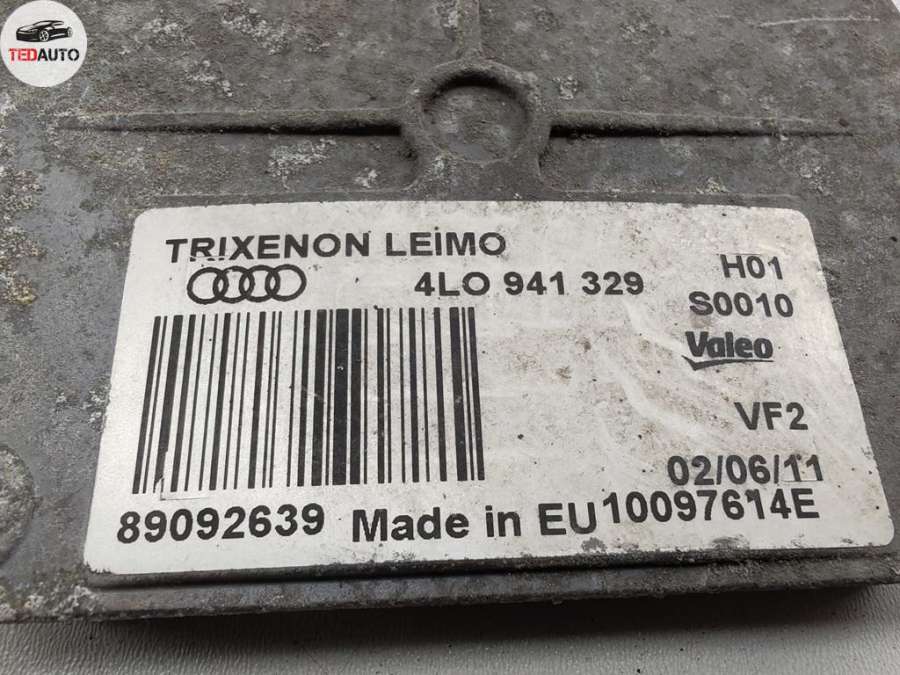 TEDAUTO
TRIXENON LEIMO
4L0 941 329
H01
S0010
Valeo
VF2
02/06/11
89092639 Made in EU 10097614E